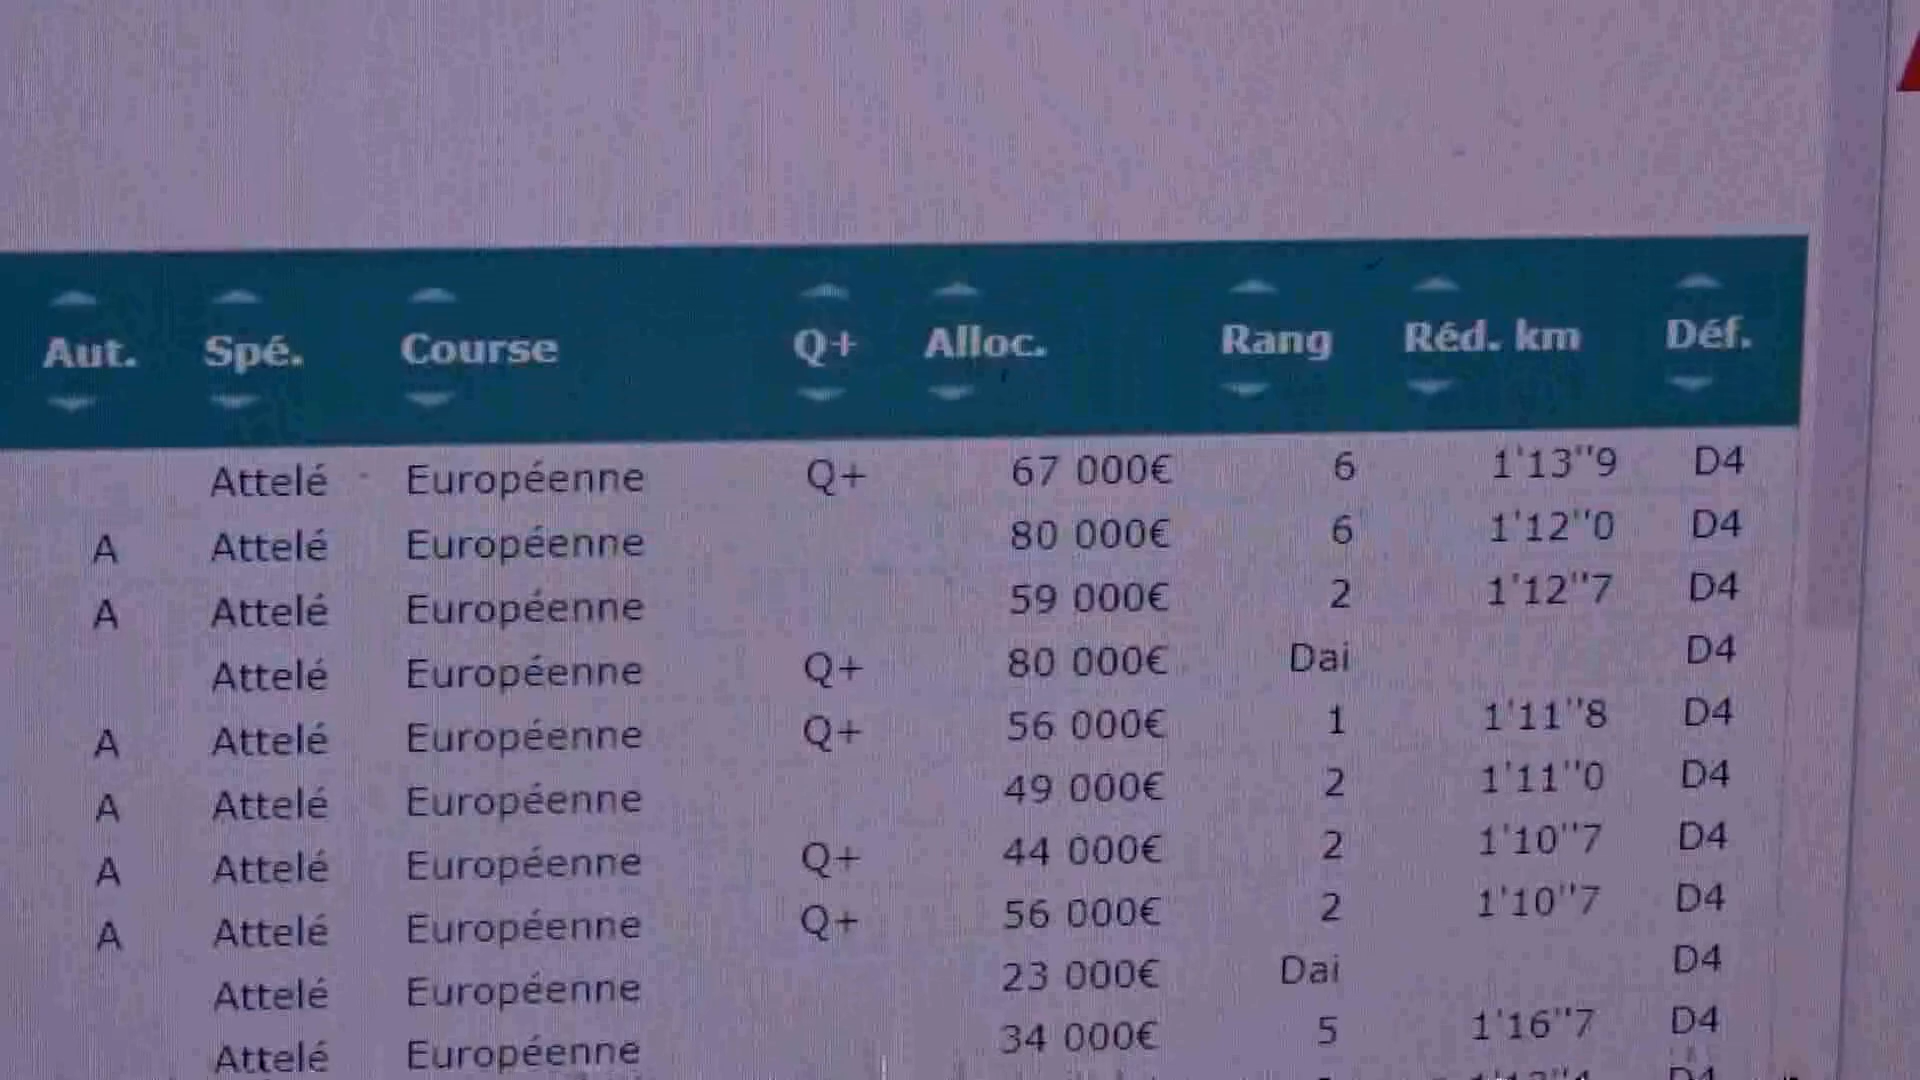 Aut. Spé. Course Q+ Alloc. Rang Réd. km Déf.
Attelé Européenne Q+ 67 000€ 6 1'13"9 D4
A Attelé Européenne 80 000€ 6 1'12"0 D4
A Attelé Européenne 59 000€ 2 1'12"7 D4
Attelé Européenne Q+ 80 000€ Dai D4
A Attelé Européenne Q+ 56 000€ 1 1'11"8 D4
A Attelé Européenne 49 000€ 2 1'11"0 D4
A Attelé Européenne Q+ 44 000€ 2 1'10"7 D4
A Attelé Européenne Q+ 56 000€ 2 1'10"7 D4
Attelé Européenne 23 000€ Dai D4
Attelé Européenne 34 000€ 5 1'16"7 D4